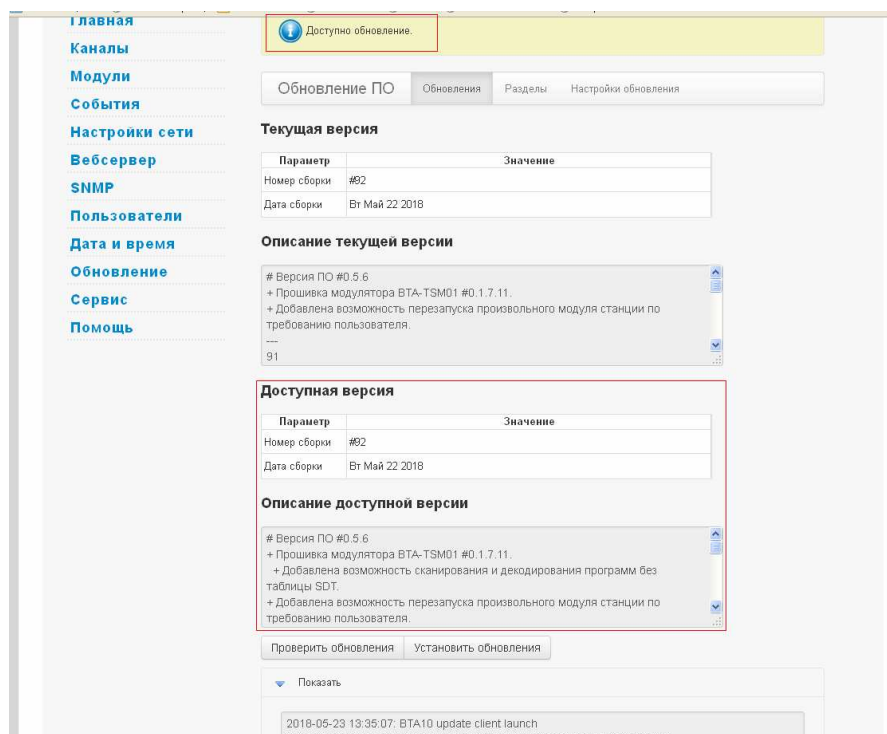 Главная
Каналы
Модули
События
Настройки сети
Вебсервер
SNMP
Пользователи
Дата и время
Обновление
Сервис
Помощь
Доступно обновление.
Обновление ПО Обновления Разделы Настройки обновления
Текущая версия
Параметр Значение
Номер сборки #92
Дата сборки Вт Май 22 2018
Описание текущей версии
# Версия ПО #0.5.6
+ Прошивка модулятора BTA-TSM01 #0.1.7.11.
+ Добавлена возможность перезапуска произвольного модуля станции по
требованию пользователя.
---
91
Доступная версия
Параметр Значение
Номер сборки #92
Дата сборки Вт Май 22 2018
Описание доступной версии
# Версия ПО #0.5.6
+ Прошивка модулятора BTA-TSM01 #0.1.7.11.
+ Добавлена возможность сканирования и декодирования программ без
таблицы SDT.
+ Добавлена возможность перезапуска произвольного модуля станции по
требованию пользователя.
Проверить обновления Установить обновления
Показать
2018-05-23 13:35:07: BTA10 update client launch